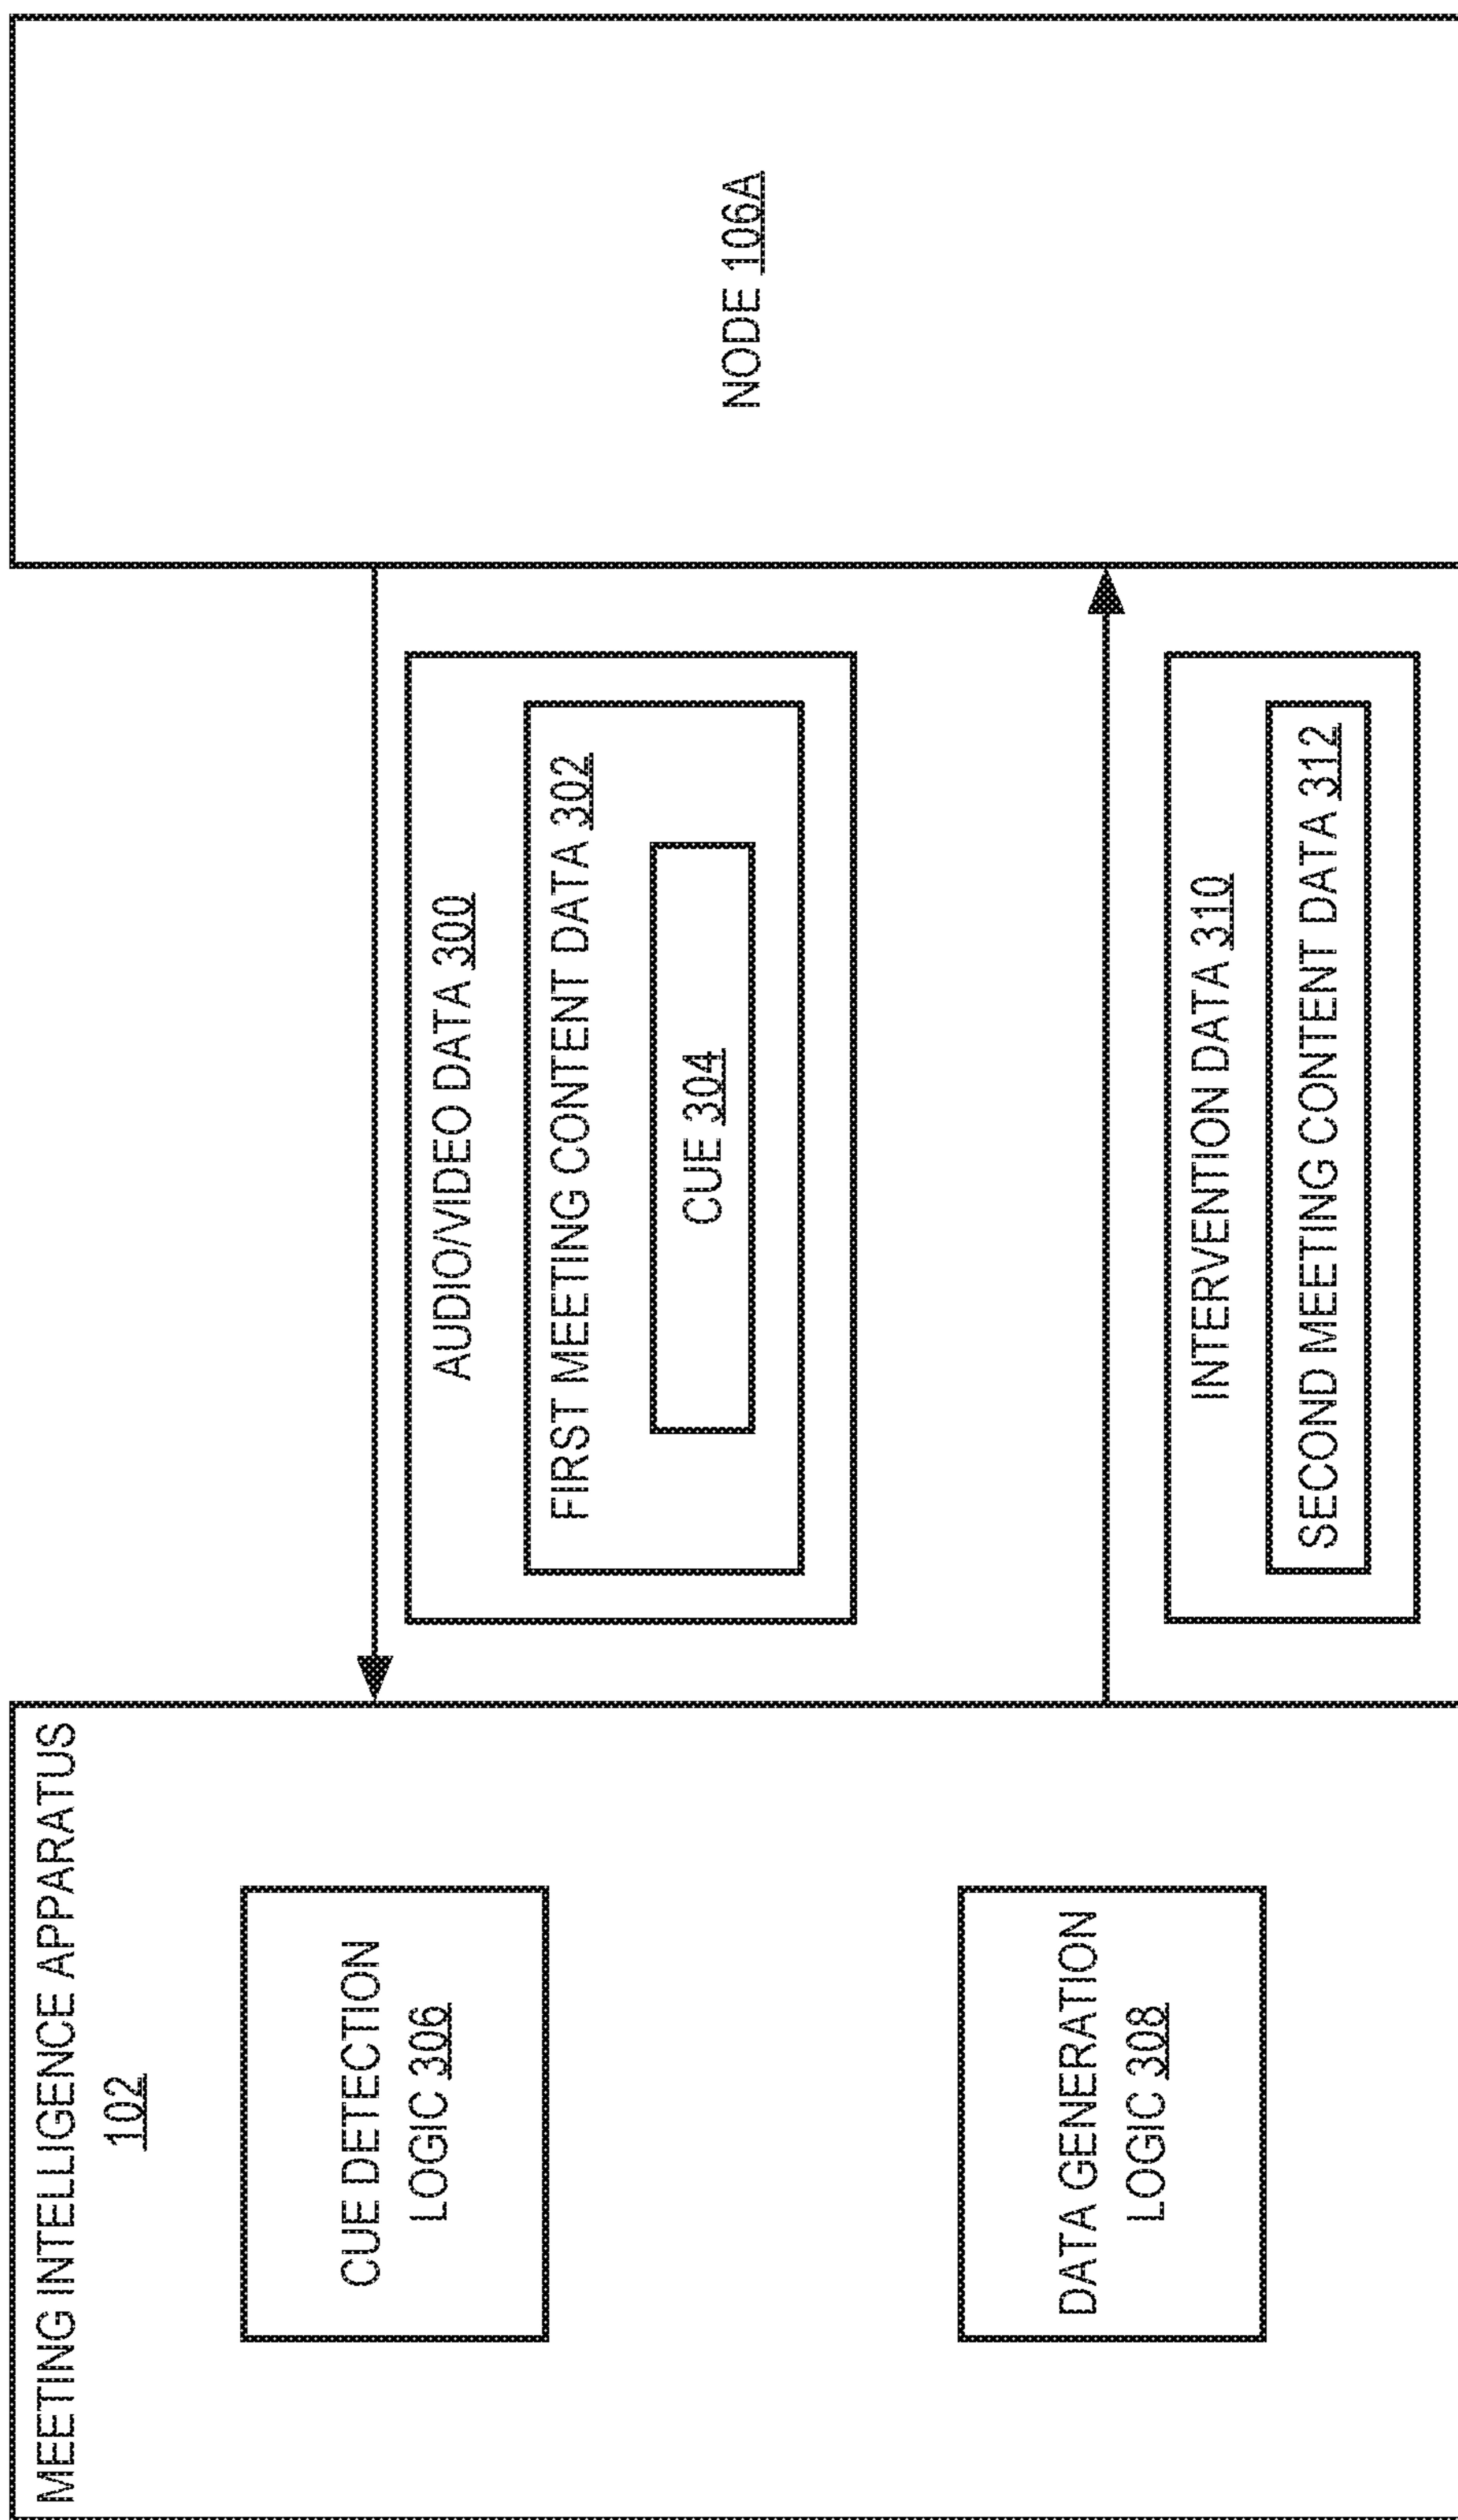 MEETING INTELLIGENCE APPARATUS
102
CUE DETECTION
LOGIC 306
DATA GENERATION
LOGIC 308
AUDIO/VIDEO DATA 300
FIRST MEETING CONTENT DATA 302
CUE 304
INTERVENTION DATA 310
SECOND MEETING CONTENT DATA 312
NODE 106A